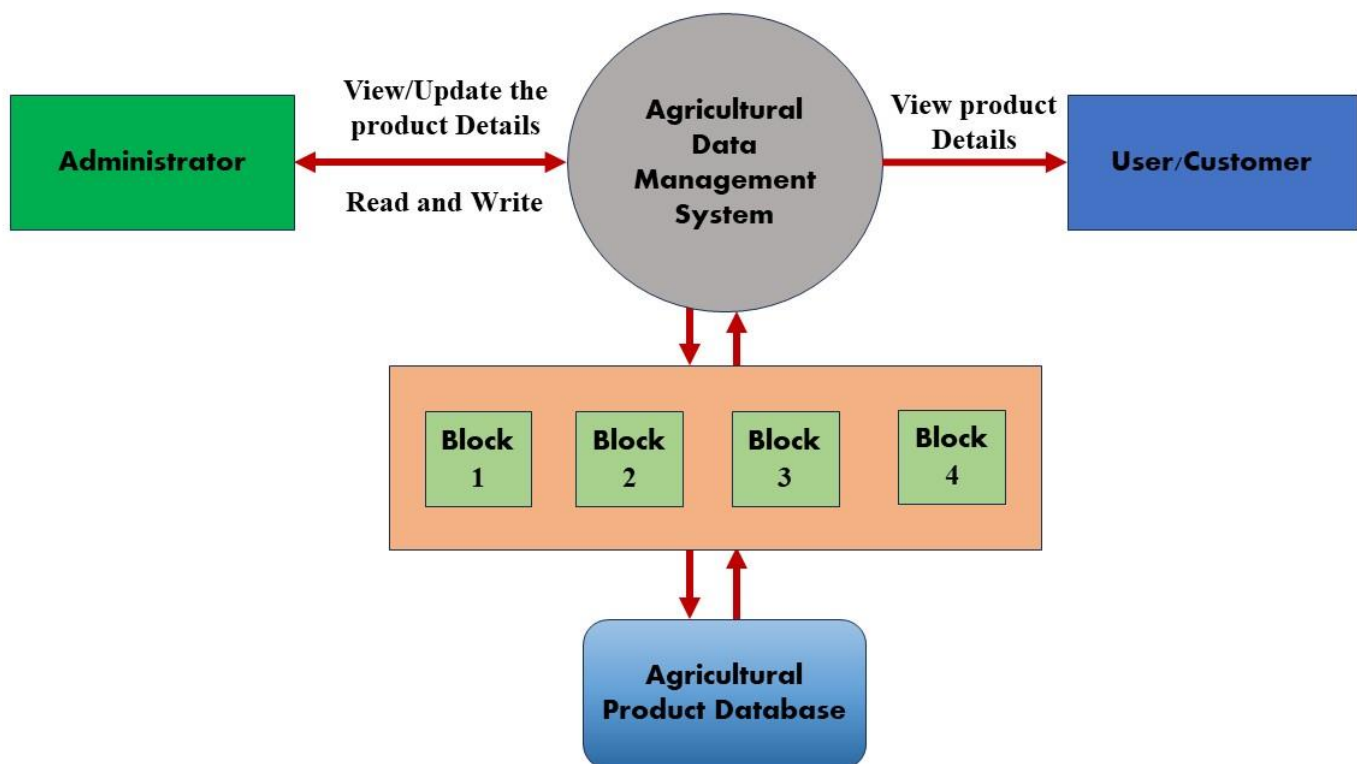 View/Update the
product Details
Administrator
Read and Write
Agricultural
Data
Management
System
View product
Details
User/Customer
Block
1
Block
2
Block
3
Block
4
Agricultural
Product Database